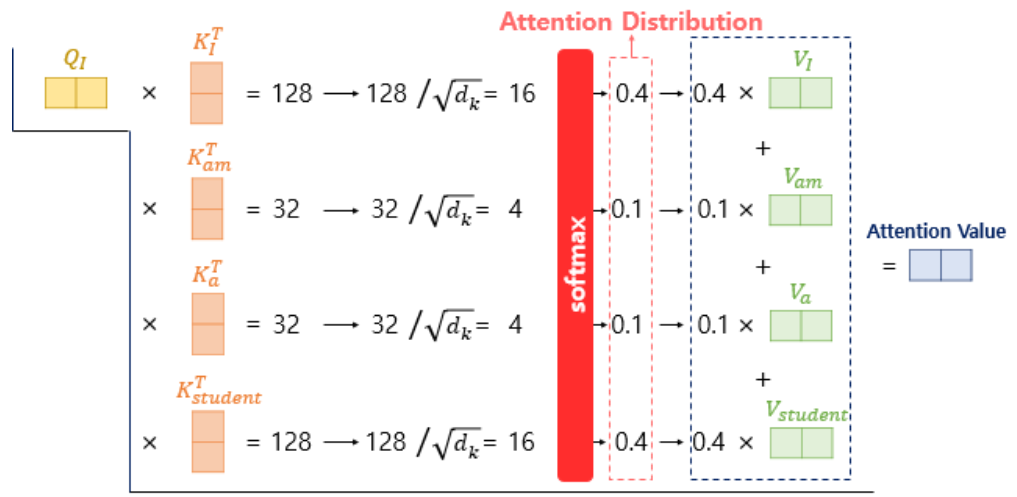 Attention Distribution
Q_I × K_I^T = 128 → 128 /√d_k = 16 → 0.4 → 0.4 × V_I
+
× K_am^T = 32 → 32 /√d_k = 4 → 0.1 → 0.1 × V_am
+
× K_a^T = 32 → 32 /√d_k = 4 → 0.1 → 0.1 × V_a
+
× K_student^T = 128 → 128 /√d_k = 16 → 0.4 → 0.4 × V_student
softmax
Attention Value
=